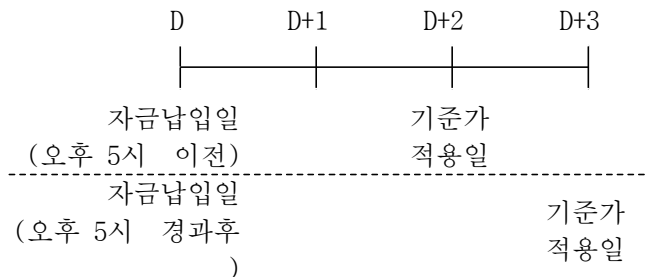 D D+1 D+2 D+3
자금납입일 기준가
(오후 5시 이전) 적용일
자금납입일
(오후 5시 경과후
)
기준가
적용일